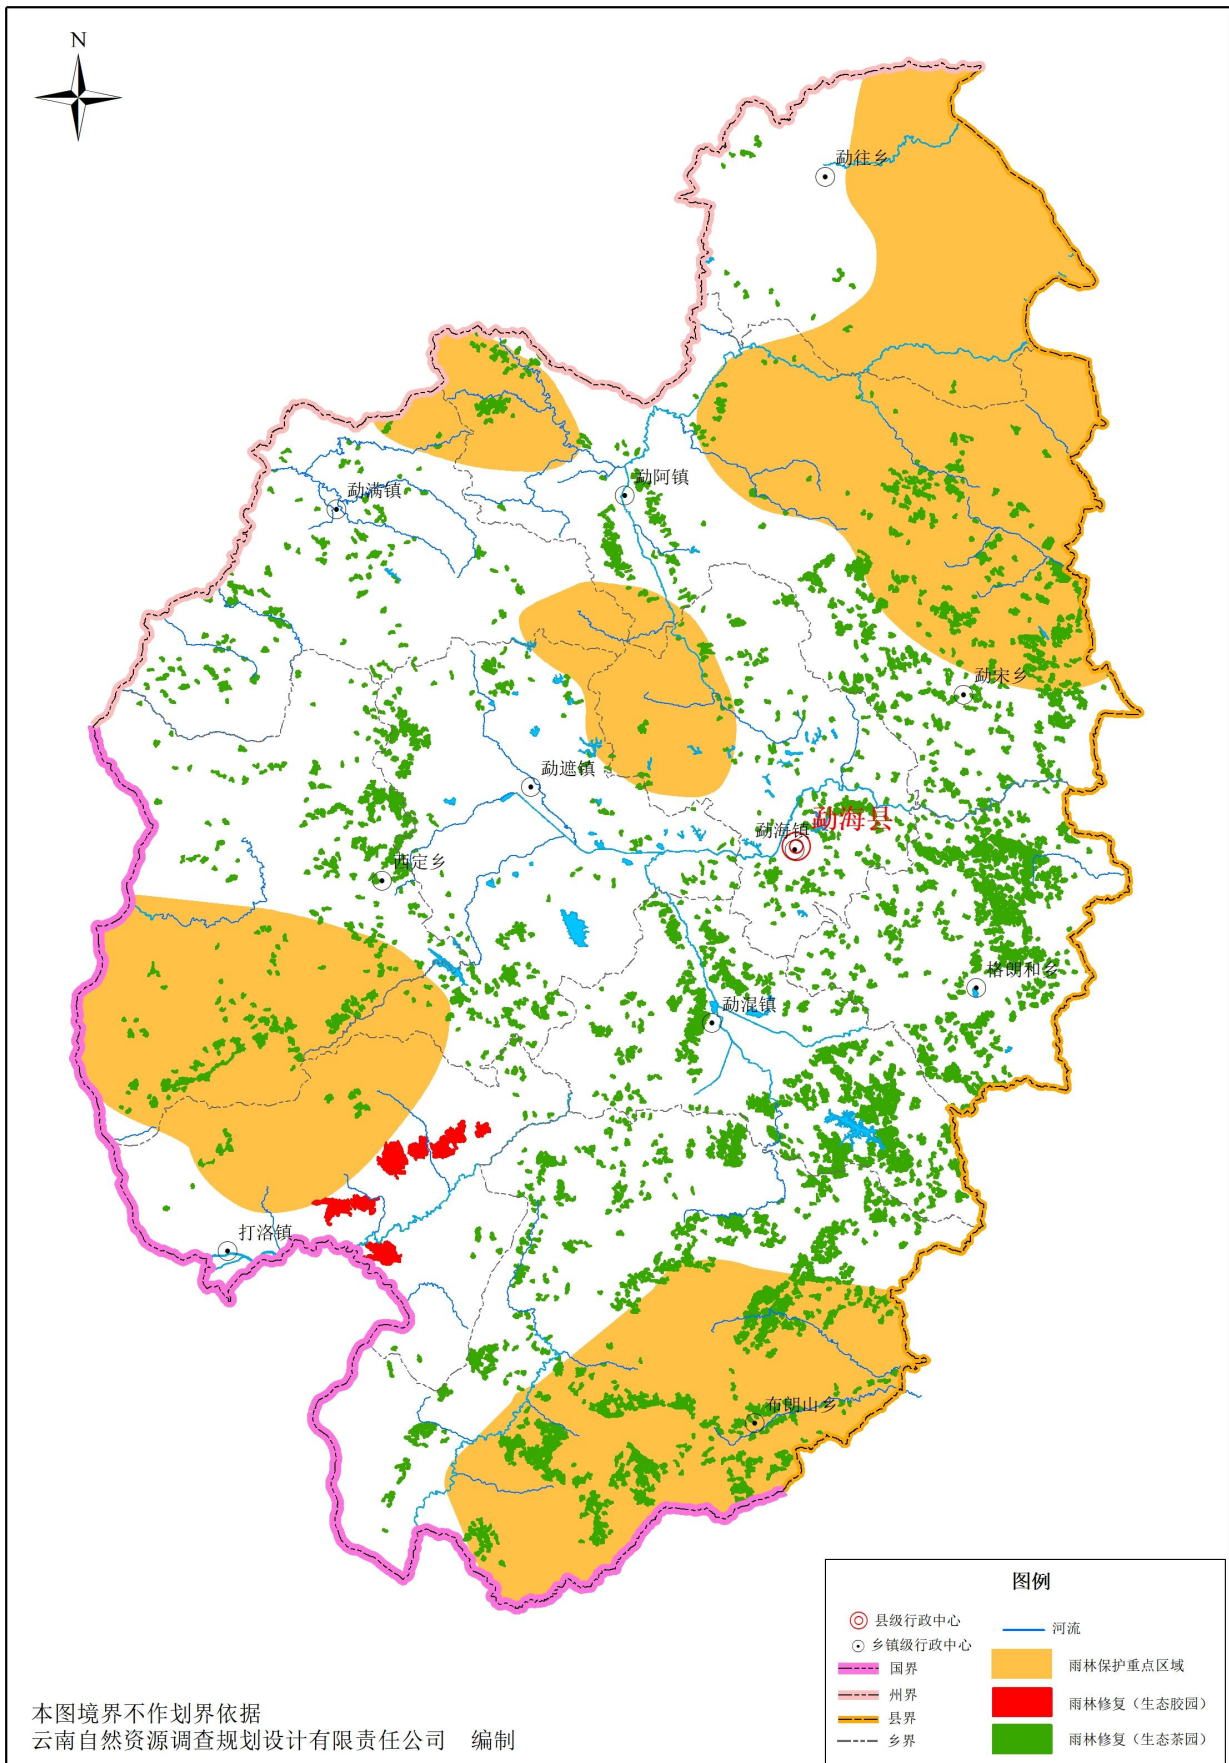 N
勐往乡
勐阿镇
勐满镇
勐宋乡
勐遮镇
勐海县
勐海镇
西定乡
格朗和乡
勐混镇
打洛镇
布朗山乡
图例
县级行政中心
河流
乡镇级行政中心
雨林保护重点区域
国界
州界
雨林修复（生态胶园）
县界
雨林修复（生态茶园）
乡界
本图境界不作划界依据
云南自然资源调查规划设计有限责任公司 编制